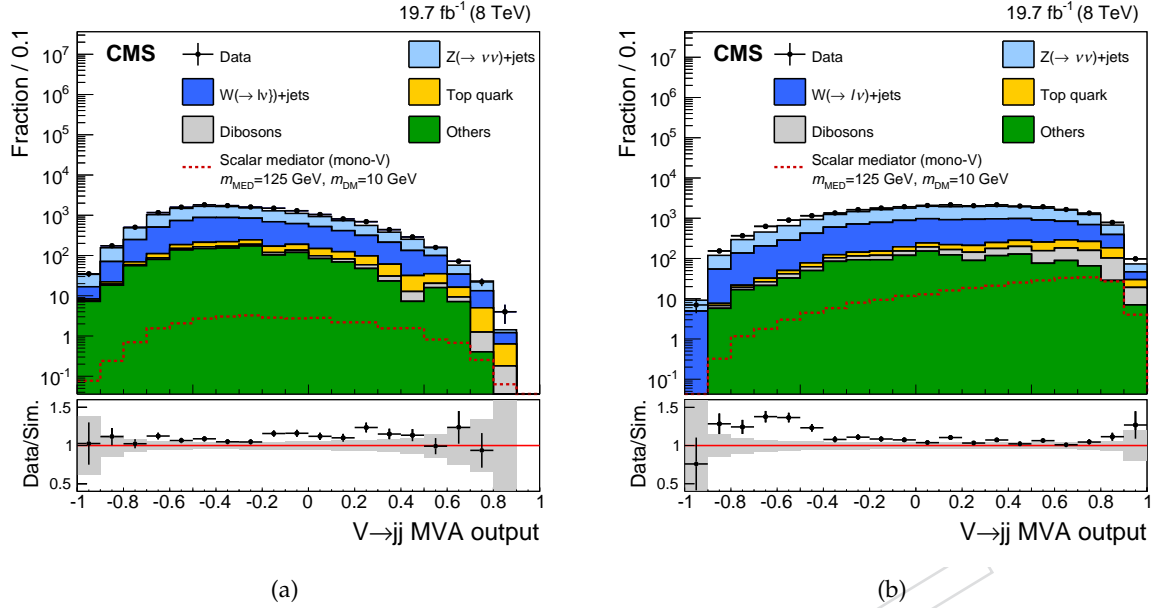 19.7 fb⁻¹ (8 TeV)
Fraction / 0.1
CMS
Data
Z(→ νν)+jets
W(→ lν})+jets
Top quark
Dibosons
Others
Scalar mediator (mono-V)
m_MED=125 GeV, m_DM=10 GeV
10⁷
10⁶
10⁵
10⁴
10³
10²
10
1
10⁻¹
Data/Sim.
1.5
1
0.5
-1 -0.8 -0.6 -0.4 -0.2 0 0.2 0.4 0.6 0.8 1
V→jj MVA output
(a)
19.7 fb⁻¹ (8 TeV)
Fraction / 0.1
CMS
Data
Z(→ νν)+jets
W(→ lν)+jets
Top quark
Dibosons
Others
Scalar mediator (mono-V)
m_MED=125 GeV, m_DM=10 GeV
10⁷
10⁶
10⁵
10⁴
10³
10²
10
1
10⁻¹
Data/Sim.
1.5
1
0.5
-1 -0.8 -0.6 -0.4 -0.2 0 0.2 0.4 0.6 0.8 1
V→jj MVA output
(b)